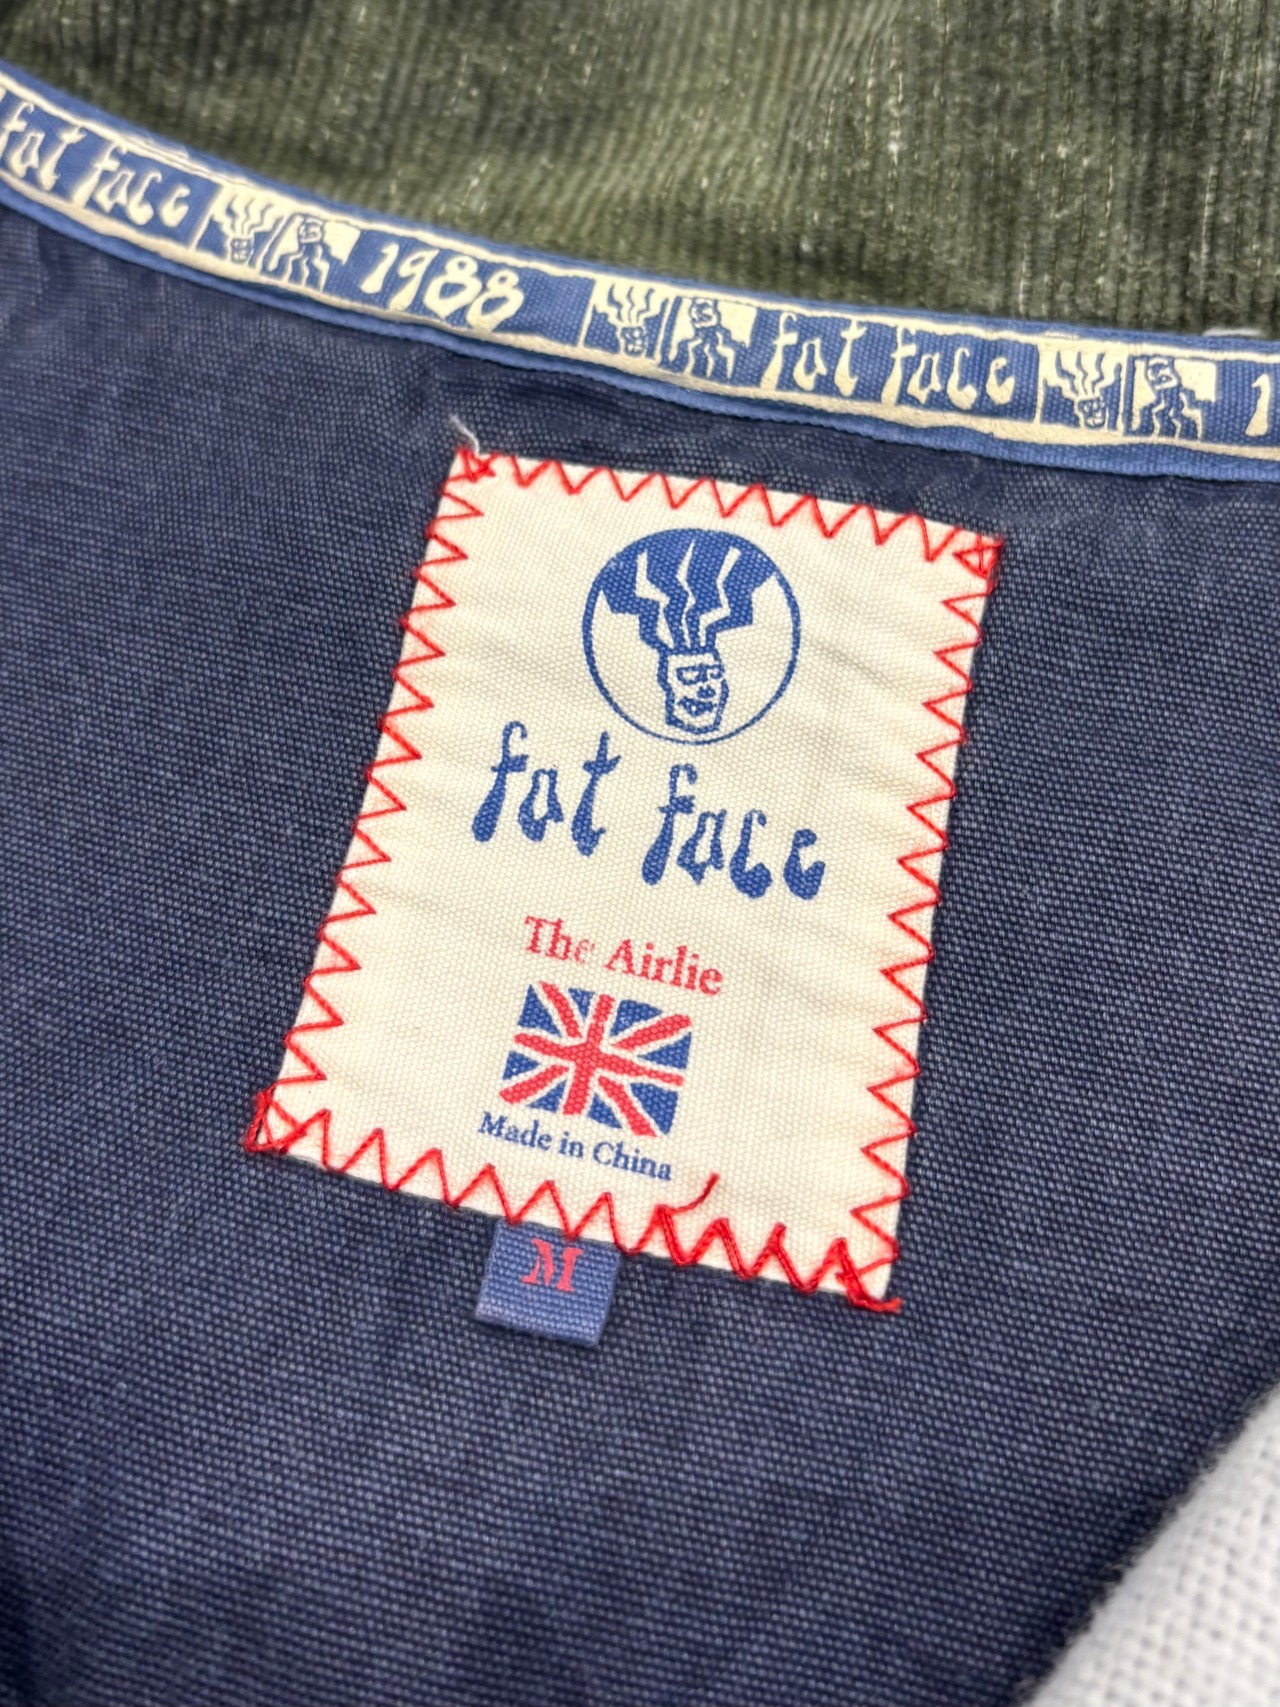 fat face 1988 fat face 1
fat face
The Airlie
Made in China
M